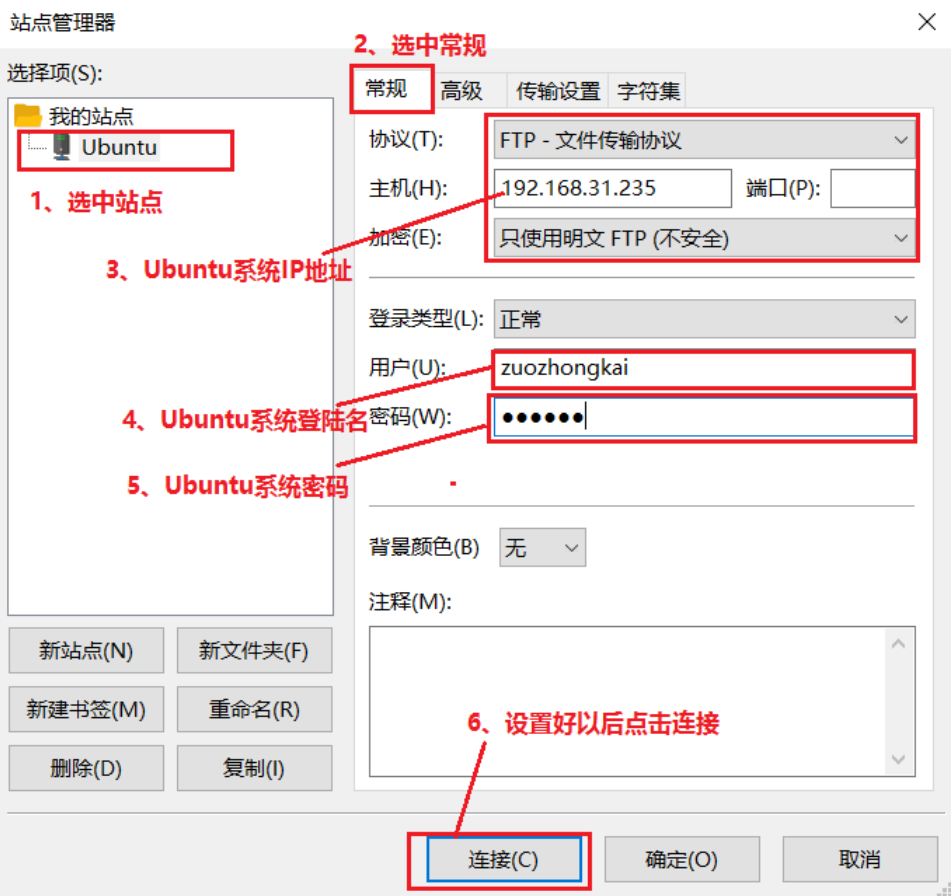 站点管理器
2、选中常规
选择项(S):
我的站点
Ubuntu
1、选中站点
常规 高级 传输设置 字符集
协议(T): FTP - 文件传输协议
主机(H): 192.168.31.235 端口(P):
加密(E): 只使用明文 FTP (不安全)
3、Ubuntu系统IP地址
登录类型(L): 正常
用户(U): zuozhongkai
4、Ubuntu系统登陆名
密码(W): ●●●●●●
5、Ubuntu系统密码
背景颜色(B) 无
注释(M):
新站点(N) 新文件夹(F)
新建书签(M) 重命名(R)
删除(D) 复制(I)
6、设置好以后点击连接
连接(C) 确定(O) 取消